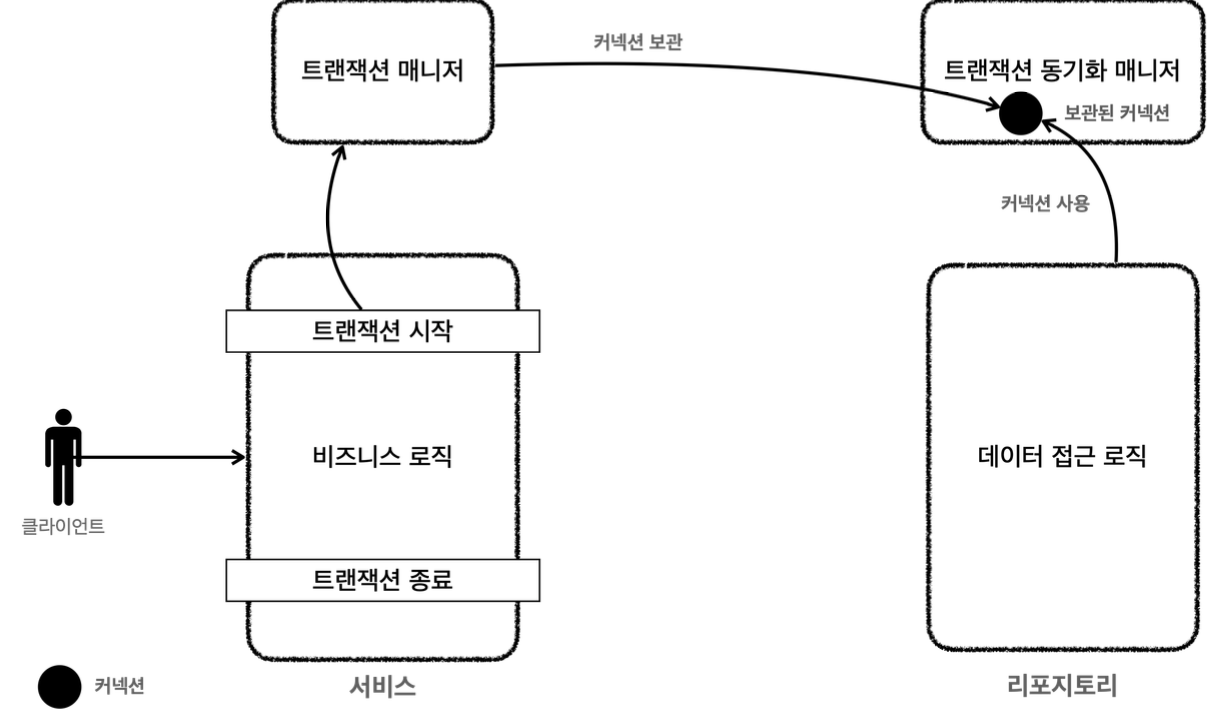 트랜잭션 매니저
커넥션 보관
트랜잭션 동기화 매니저
보관된 커넥션
커넥션 사용
트랜잭션 시작
비즈니스 로직
데이터 접근 로직
클라이언트
트랜잭션 종료
커넥션
서비스
리포지토리